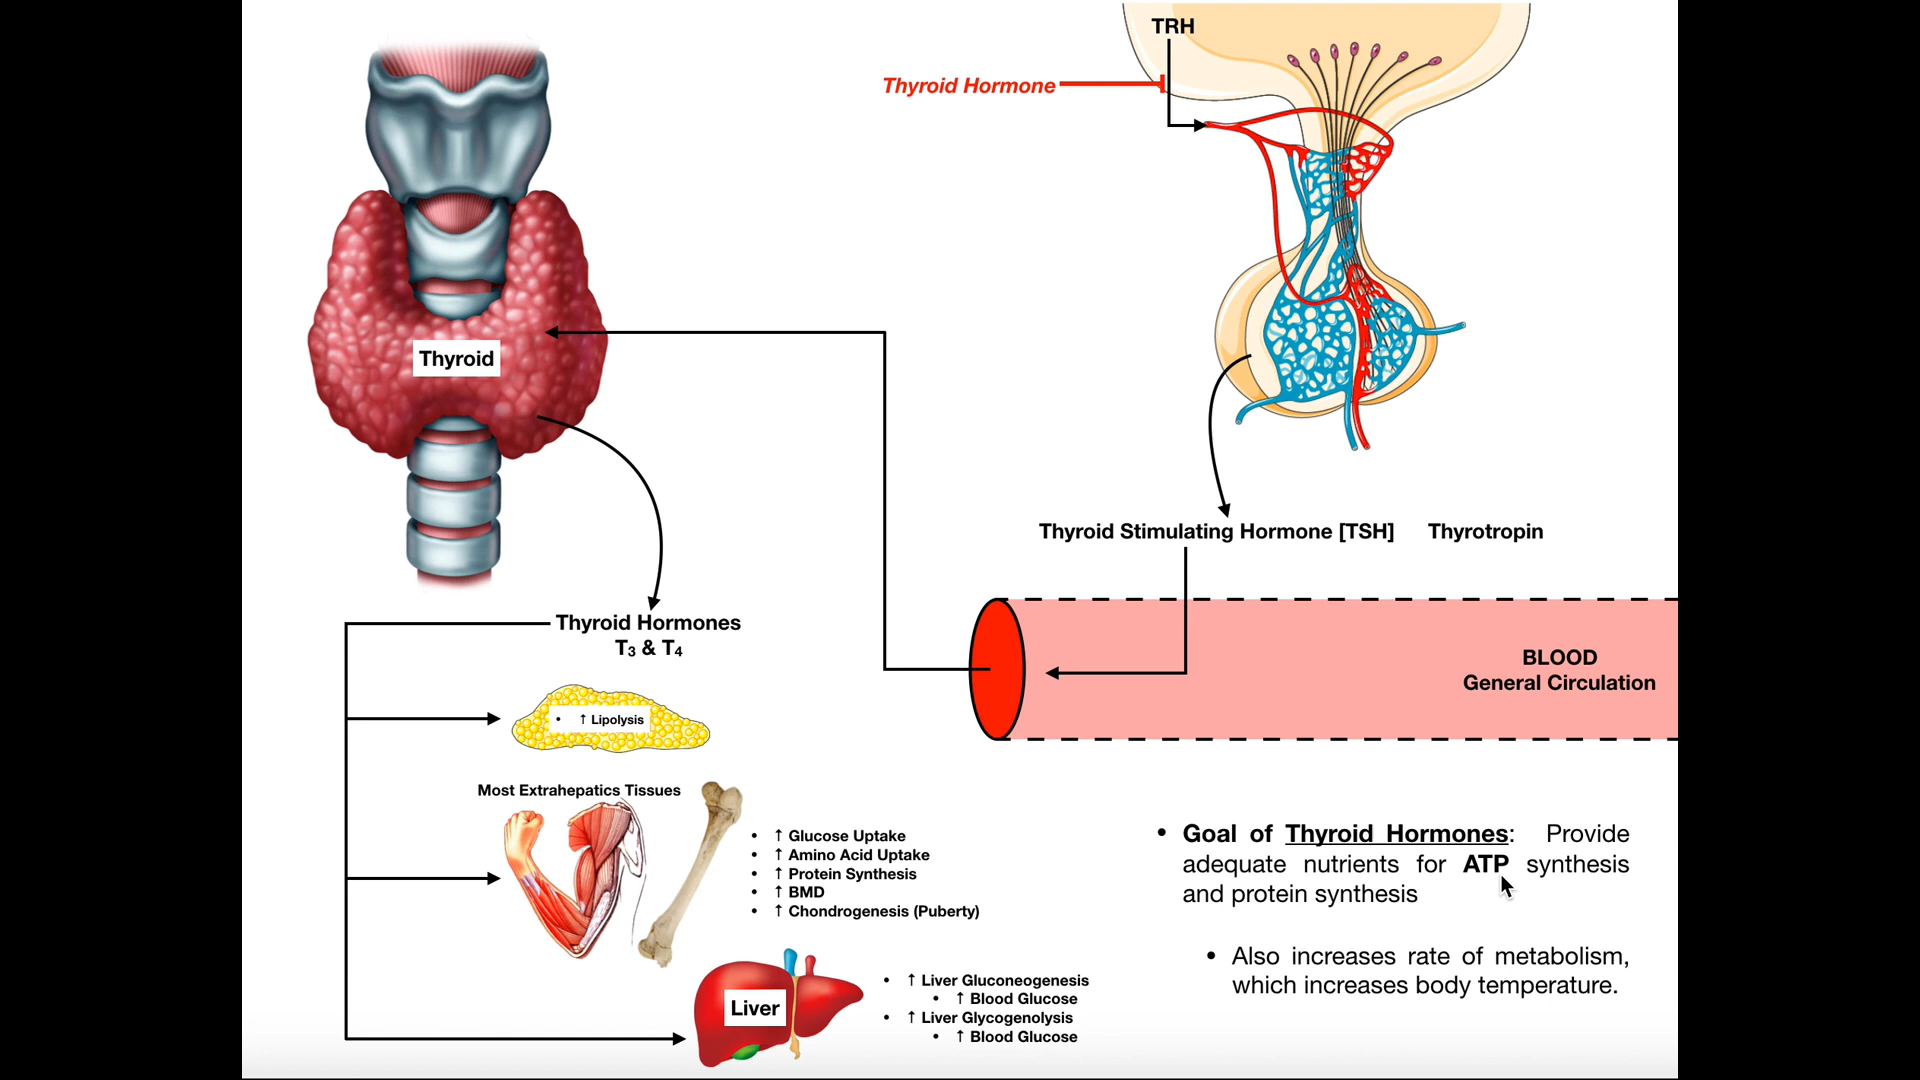 TRH
Thyroid Hormone
Thyroid
Thyroid Stimulating Hormone [TSH] Thyrotropin
BLOOD
General Circulation
Thyroid Hormones
T₃ & T₄
• ↑ Lipolysis
Most Extrahepatics Tissues
• ↑ Glucose Uptake
• ↑ Amino Acid Uptake
• ↑ Protein Synthesis
• ↑ BMD
• ↑ Chondrogenesis (Puberty)
Liver
• ↑ Liver Gluconeogenesis
• ↑ Blood Glucose
• ↑ Liver Glycogenolysis
• ↑ Blood Glucose
• Goal of Thyroid Hormones: Provide
adequate nutrients for ATP synthesis
and protein synthesis
• Also increases rate of metabolism,
which increases body temperature.